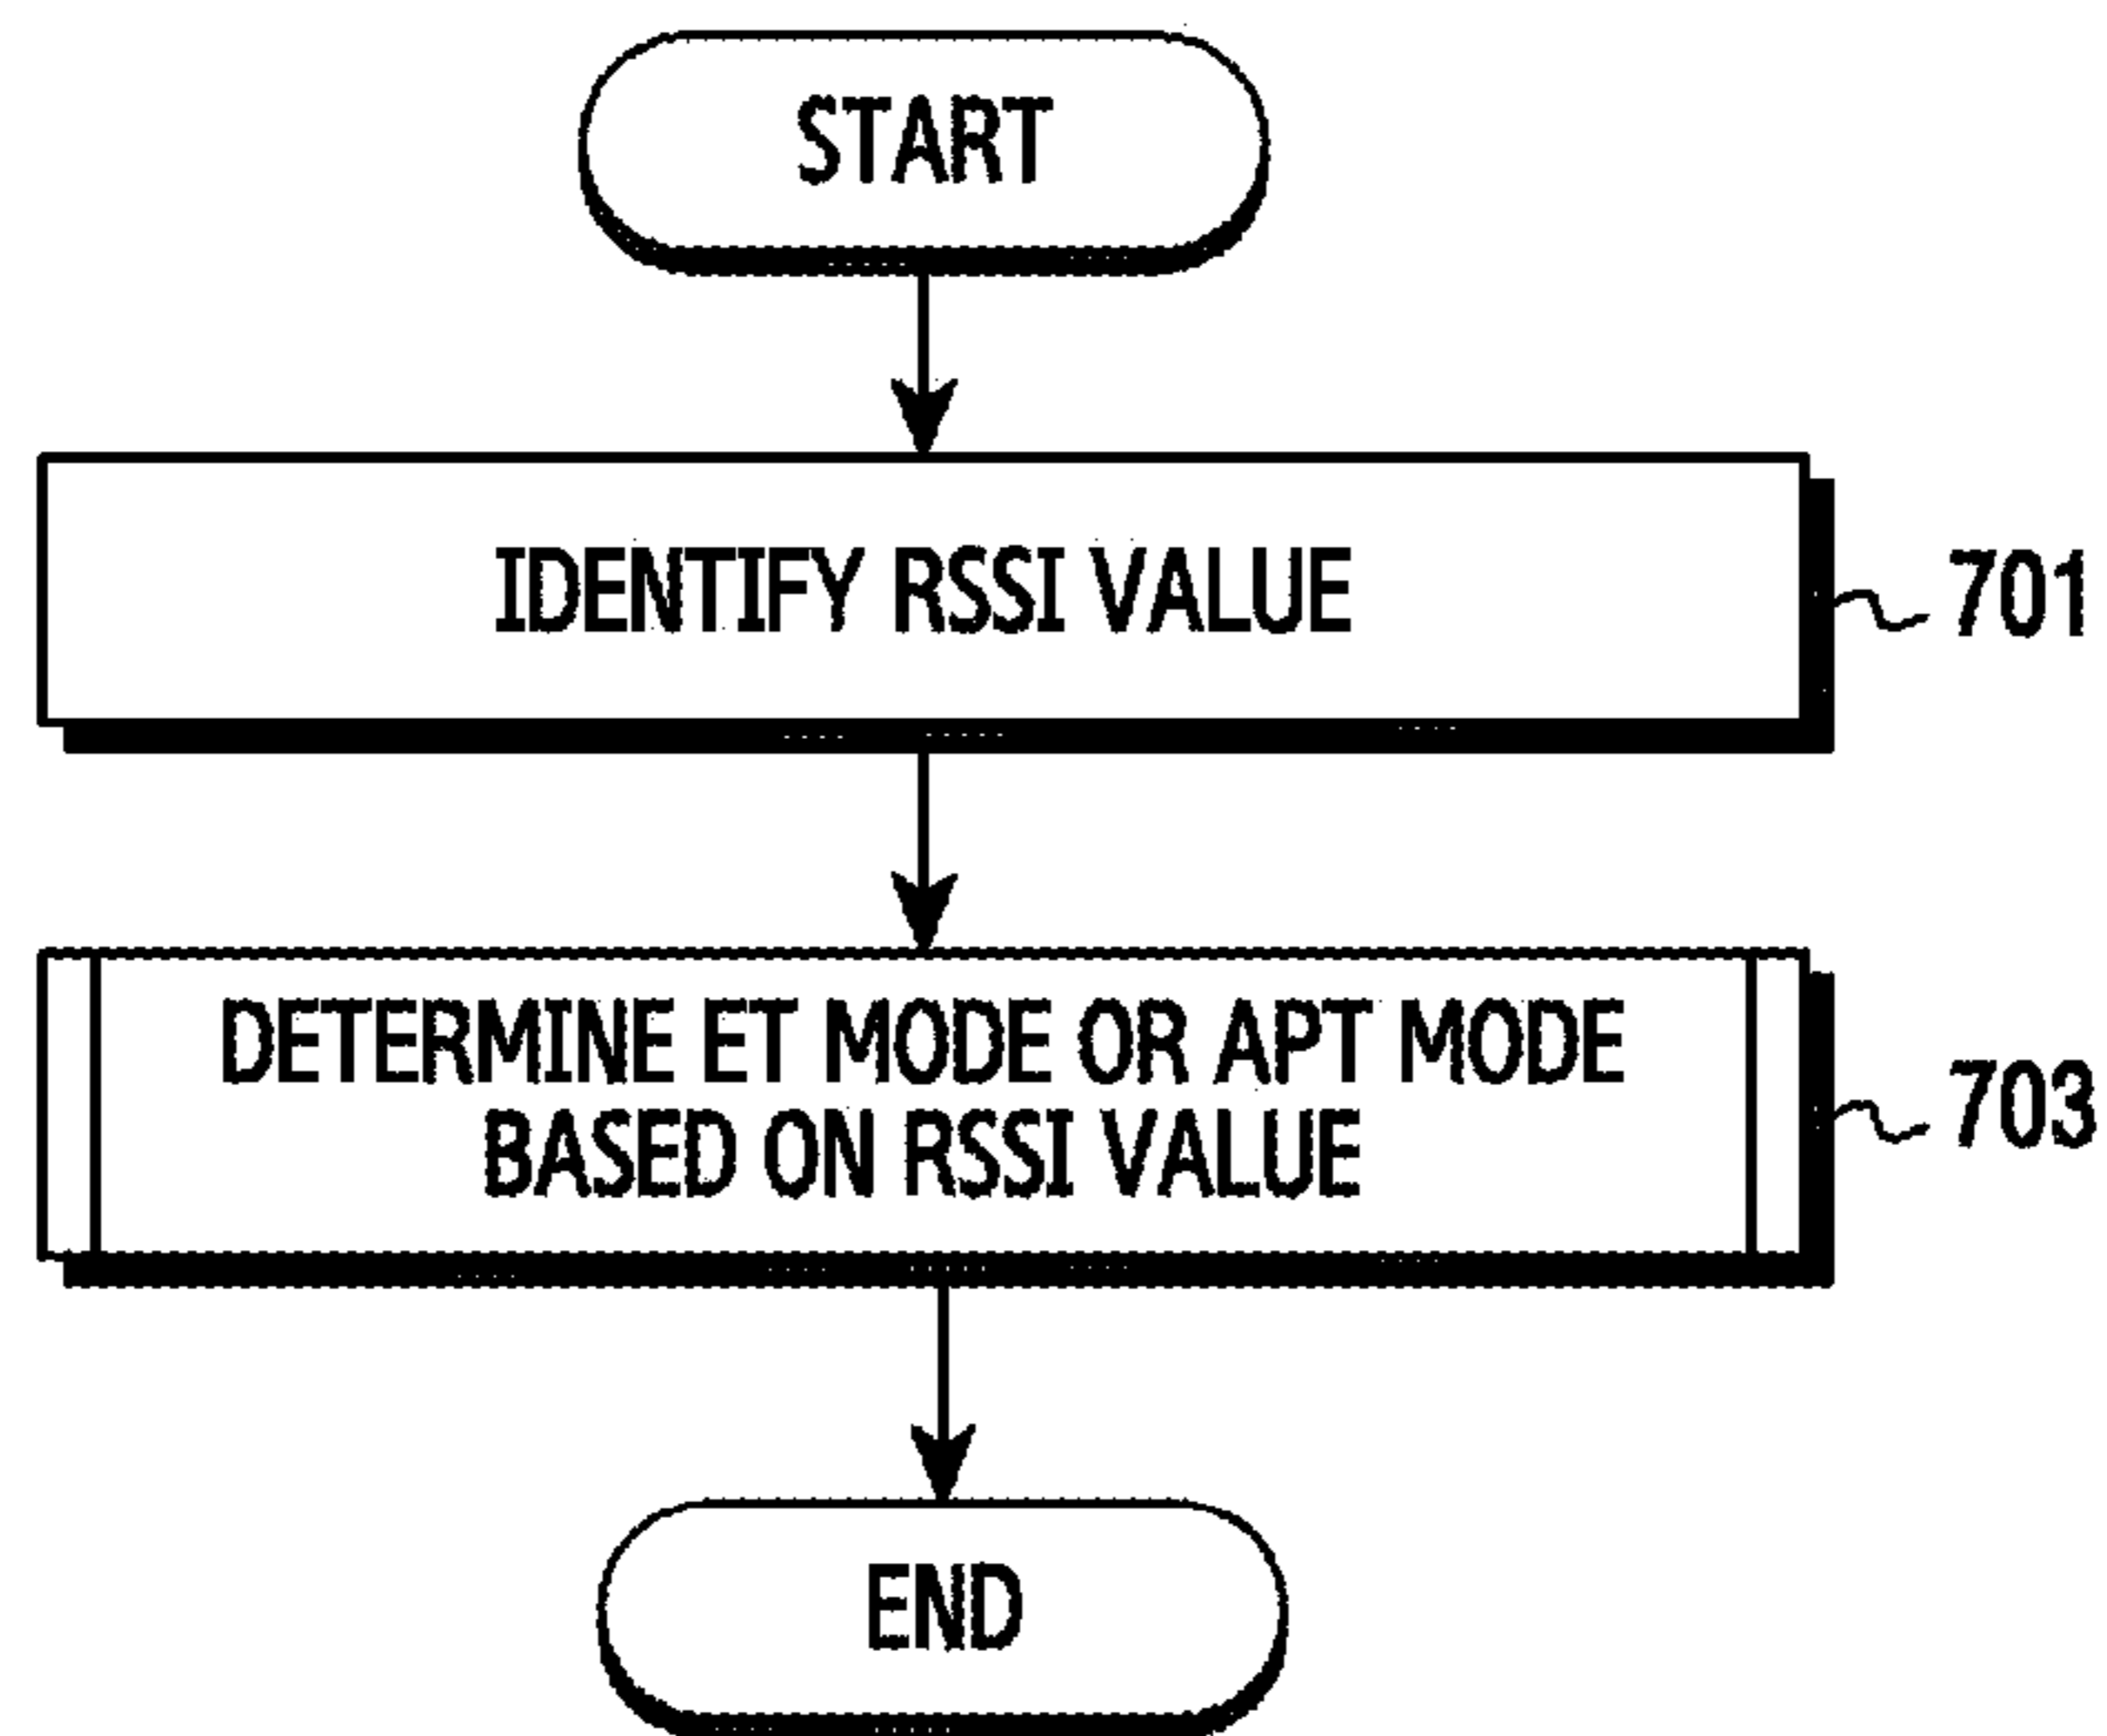 START
IDENTIFY RSSI VALUE
701
DETERMINE ET MODE OR APT MODE
BASED ON RSSI VALUE
703
END